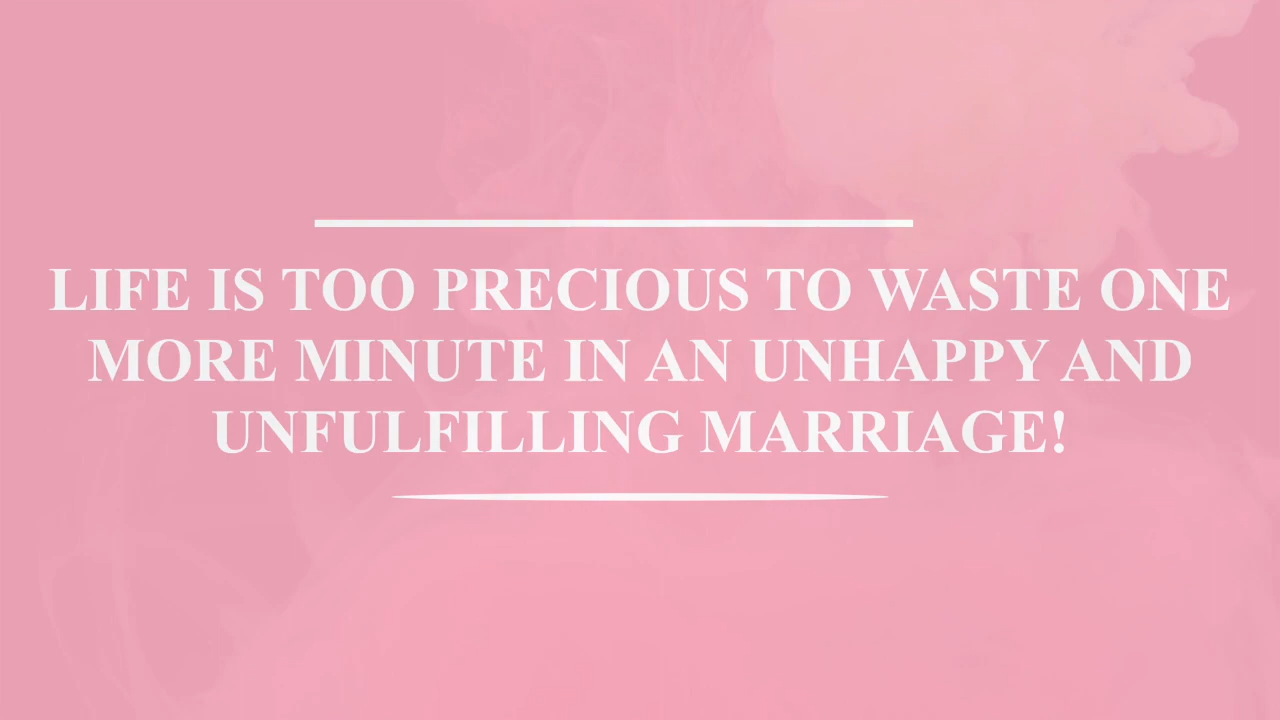 LIFE IS TOO PRECIOUS TO WASTE ONE
MORE MINUTE IN AN UNHAPPY AND
UNFULFILLING MARRIAGE!